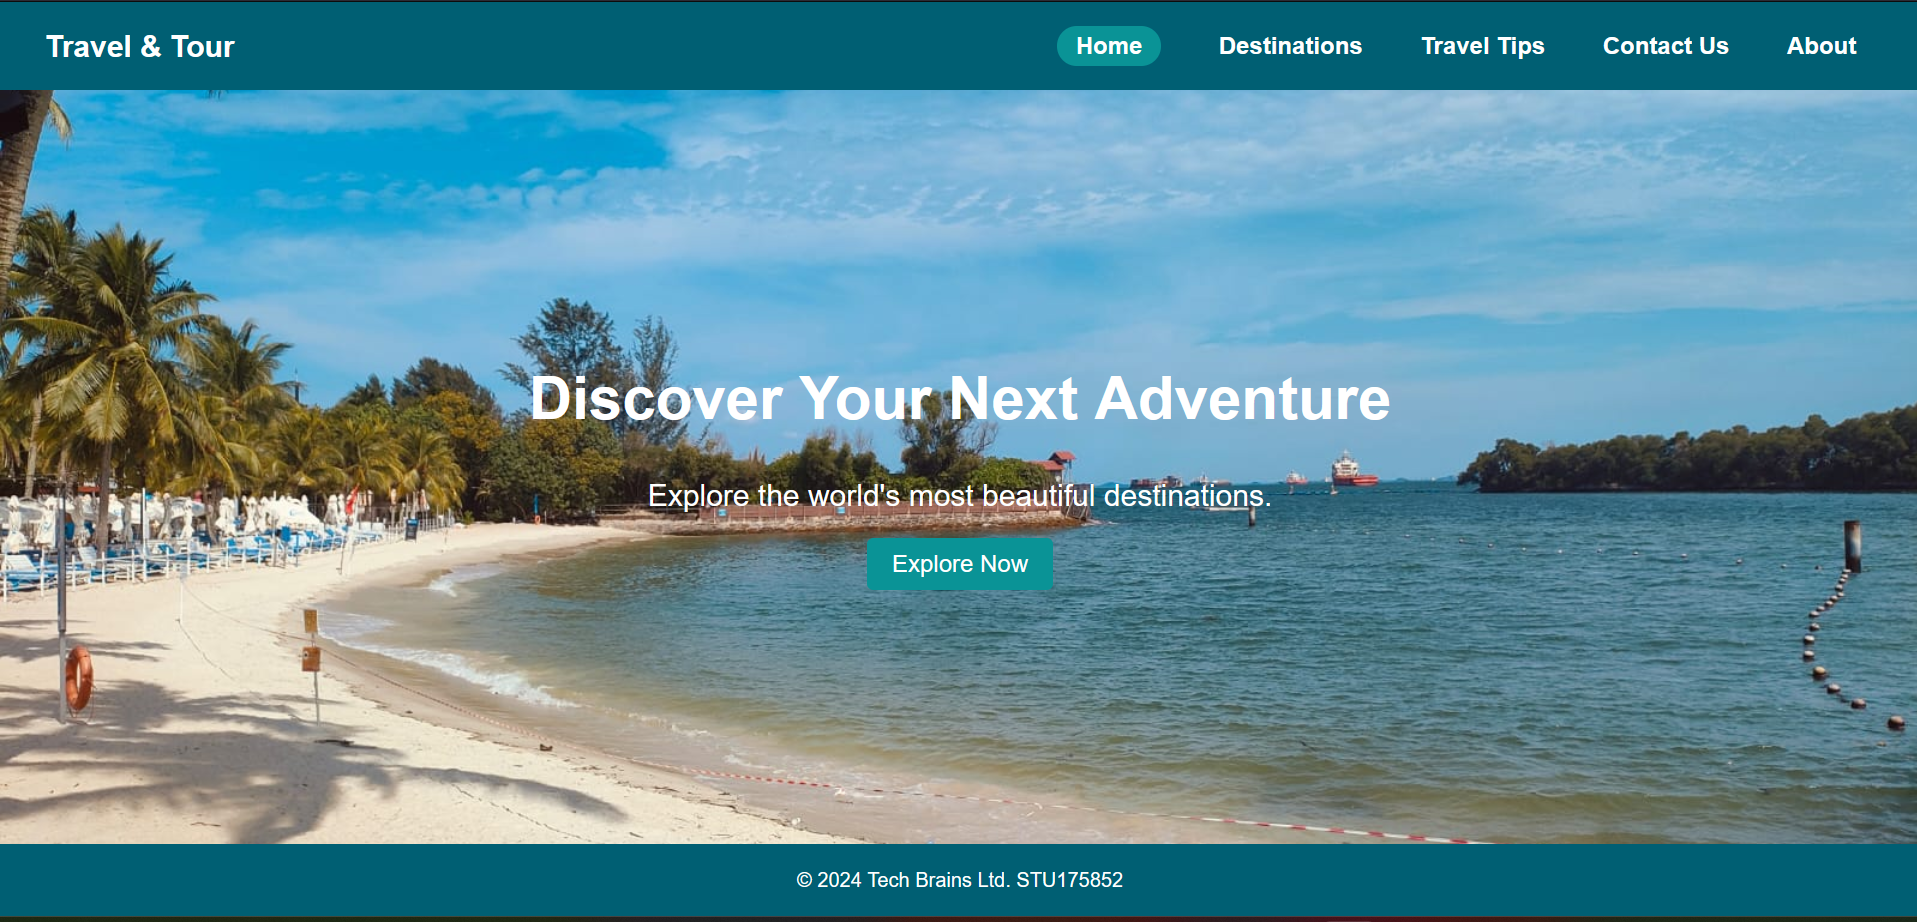 Travel & Tour
Home Destinations Travel Tips Contact Us About
Discover Your Next Adventure
Explore the world's most beautiful destinations.
Explore Now
© 2024 Tech Brains Ltd. STU175852